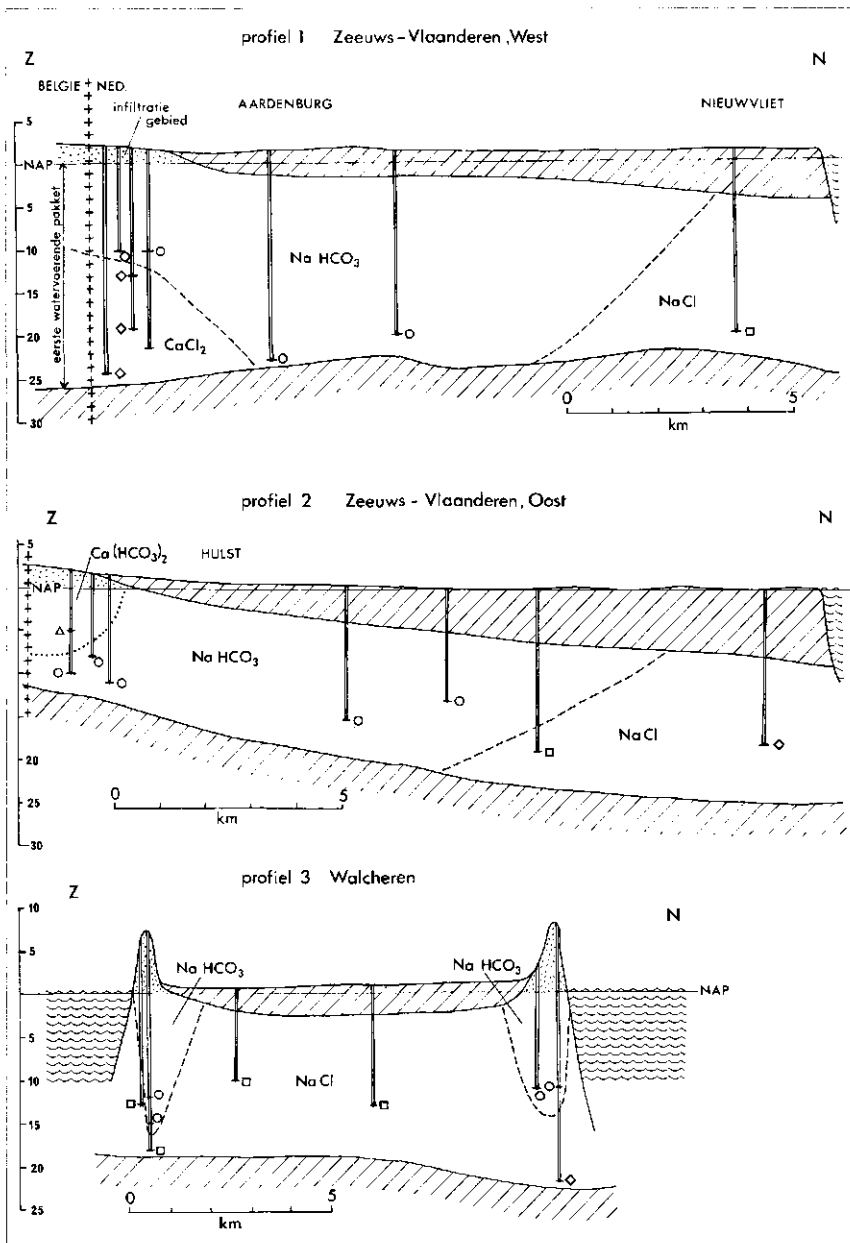 profiel 1 Zeeuws-Vlaanderen, West
Z N
BELGIE NED.
infiltratie gebied
AARDENBURG
NIEUWVLIET
5
NAP
5
10
15
20
25
30
eerste watervoerende pakket
Na HCO3
NaCl
CaCl2
0 5
km
profiel 2 Zeeuws - Vlaanderen, Oost
Z N
Ca(HCO3)2
HULST
5
NAP
5
10
20
25
30
Na HCO3
NaCl
0 5
km
profiel 3 Walcheren
Z N
10
5
Na HCO3
Na HCO3
NAP
5
10
15
20
25
NaCl
0 5
km